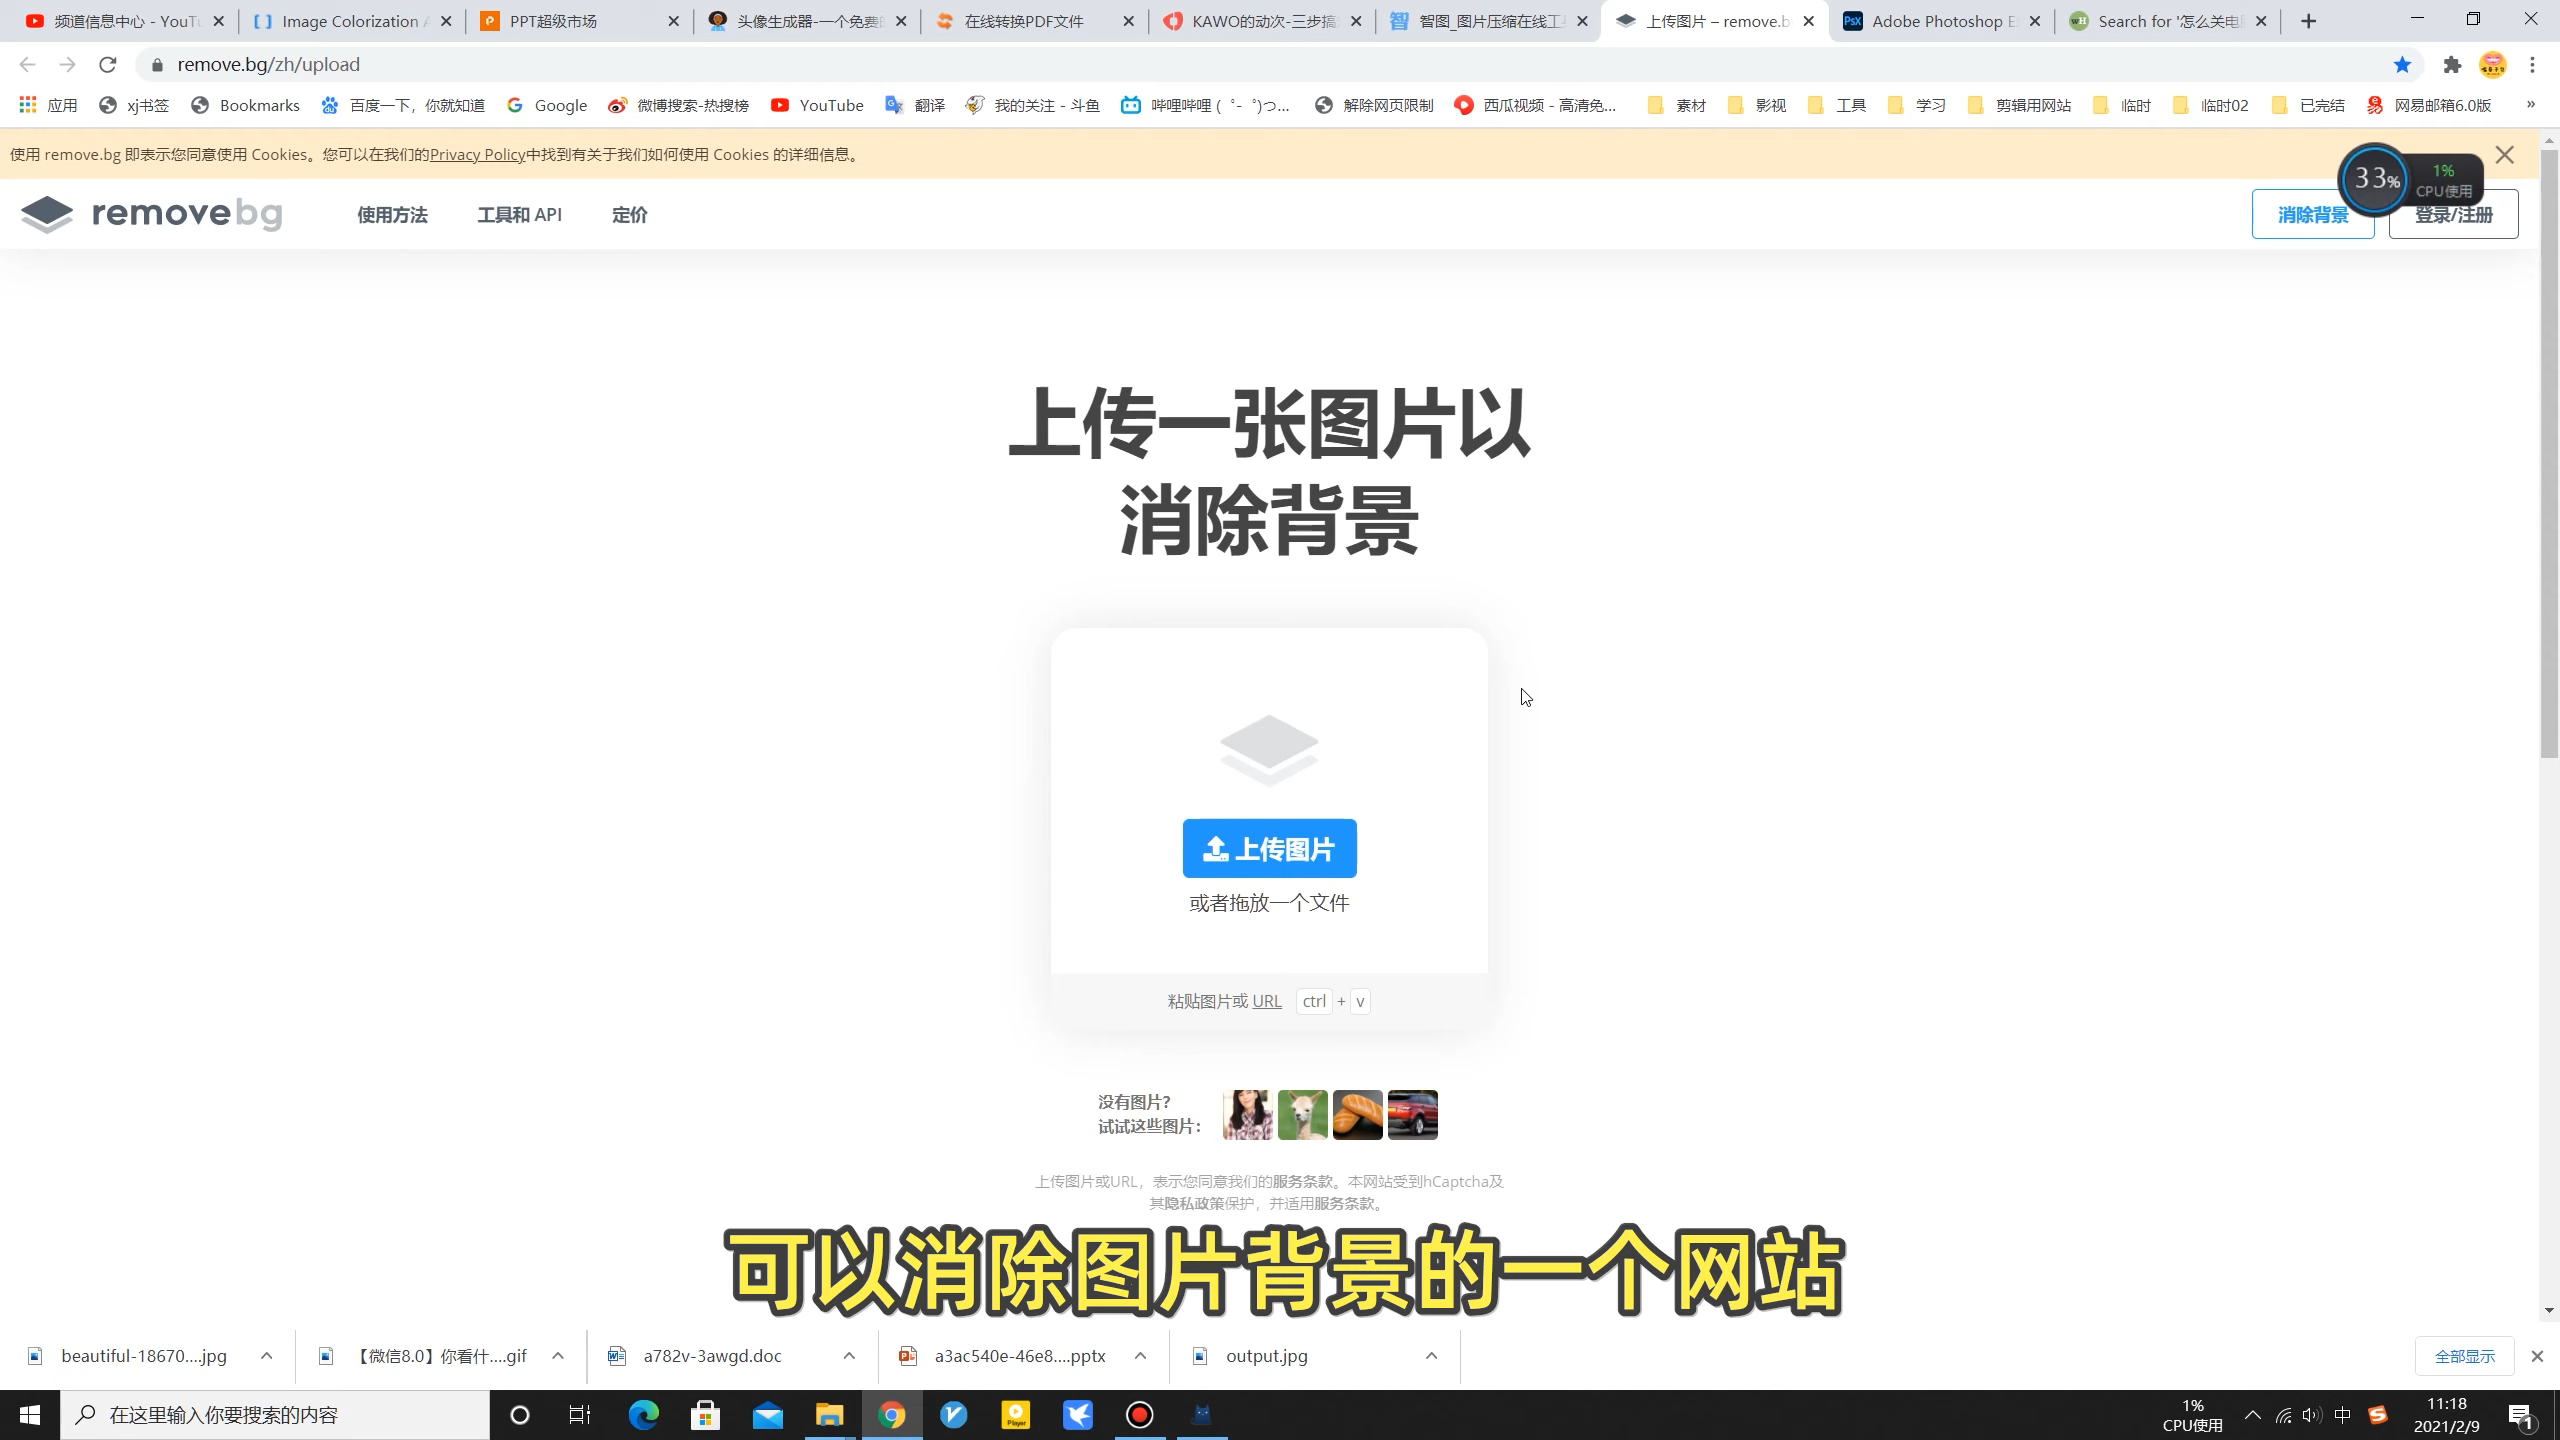 频道信息中心 - YouTu
Image Colorization A
PPT超级市场
头像生成器-一个免费的
在线转换PDF文件
KAWO的动次-三步搞
智图_图片压缩在线工具
上传图片 – remove.b
Adobe Photoshop E
Search for '怎么关电
remove.bg/zh/upload
应用 xj书签 Bookmarks 百度一下，你就知道 Google 微博搜索-热搜榜 YouTube 翻译 我的关注 - 斗鱼 哔哩哔哩 ( ゜- ゜)つ... 解除网页限制 西瓜视频 - 高清免... 素材 影视 工具 学习 剪辑用网站 临时 临时02 已完结 网易邮箱6.0版 »
使用 remove.bg 即表示您同意使用 Cookies。您可以在我们的Privacy Policy中找到有关于我们如何使用 Cookies 的详细信息。
33%
1%
CPU使用
removebg
使用方法 工具和 API 定价
消除背景 登录/注册
上传一张图片以
消除背景
上传图片
或者拖放一个文件
粘贴图片或 URL ctrl + v
没有图片?
试试这些图片：
上传图片或URL，表示您同意我们的服务条款。本网站受到hCaptcha及
其隐私政策保护，并适用服务条款。
可以消除图片背景的一个网站
beautiful-18670....jpg
【微信8.0】你看什....gif
a782v-3awgd.doc
a3ac540e-46e8....pptx
output.jpg
全部显示
在这里输入你要搜索的内容
Player
1%
CPU使用
中
11:18
2021/2/9
1